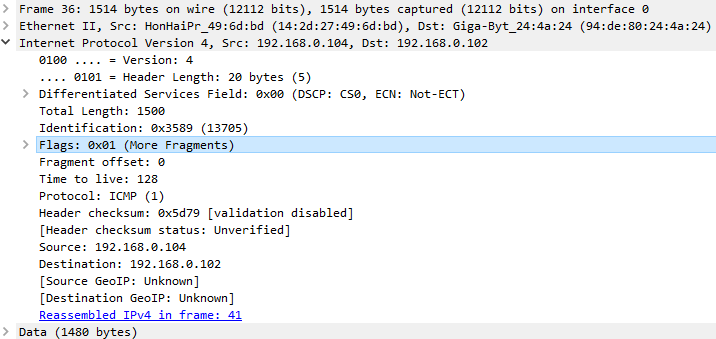 Frame 36: 1514 bytes on wire (12112 bits), 1514 bytes captured (12112 bits) on interface 0
Ethernet II, Src: HonHaiPr_49:6d:bd (14:2d:27:49:6d:bd), Dst: Giga-Byt_24:4a:24 (94:de:80:24:4a:24)
Internet Protocol Version 4, Src: 192.168.0.104, Dst: 192.168.0.102
0100 .... = Version: 4
.... 0101 = Header Length: 20 bytes (5)
Differentiated Services Field: 0x00 (DSCP: CS0, ECN: Not-ECT)
Total Length: 1500
Identification: 0x3589 (13705)
Flags: 0x01 (More Fragments)
Fragment offset: 0
Time to live: 128
Protocol: ICMP (1)
Header checksum: 0x5d79 [validation disabled]
[Header checksum status: Unverified]
Source: 192.168.0.104
Destination: 192.168.0.102
[Source GeoIP: Unknown]
[Destination GeoIP: Unknown]
Reassembled IPv4 in frame: 41
Data (1480 bytes)